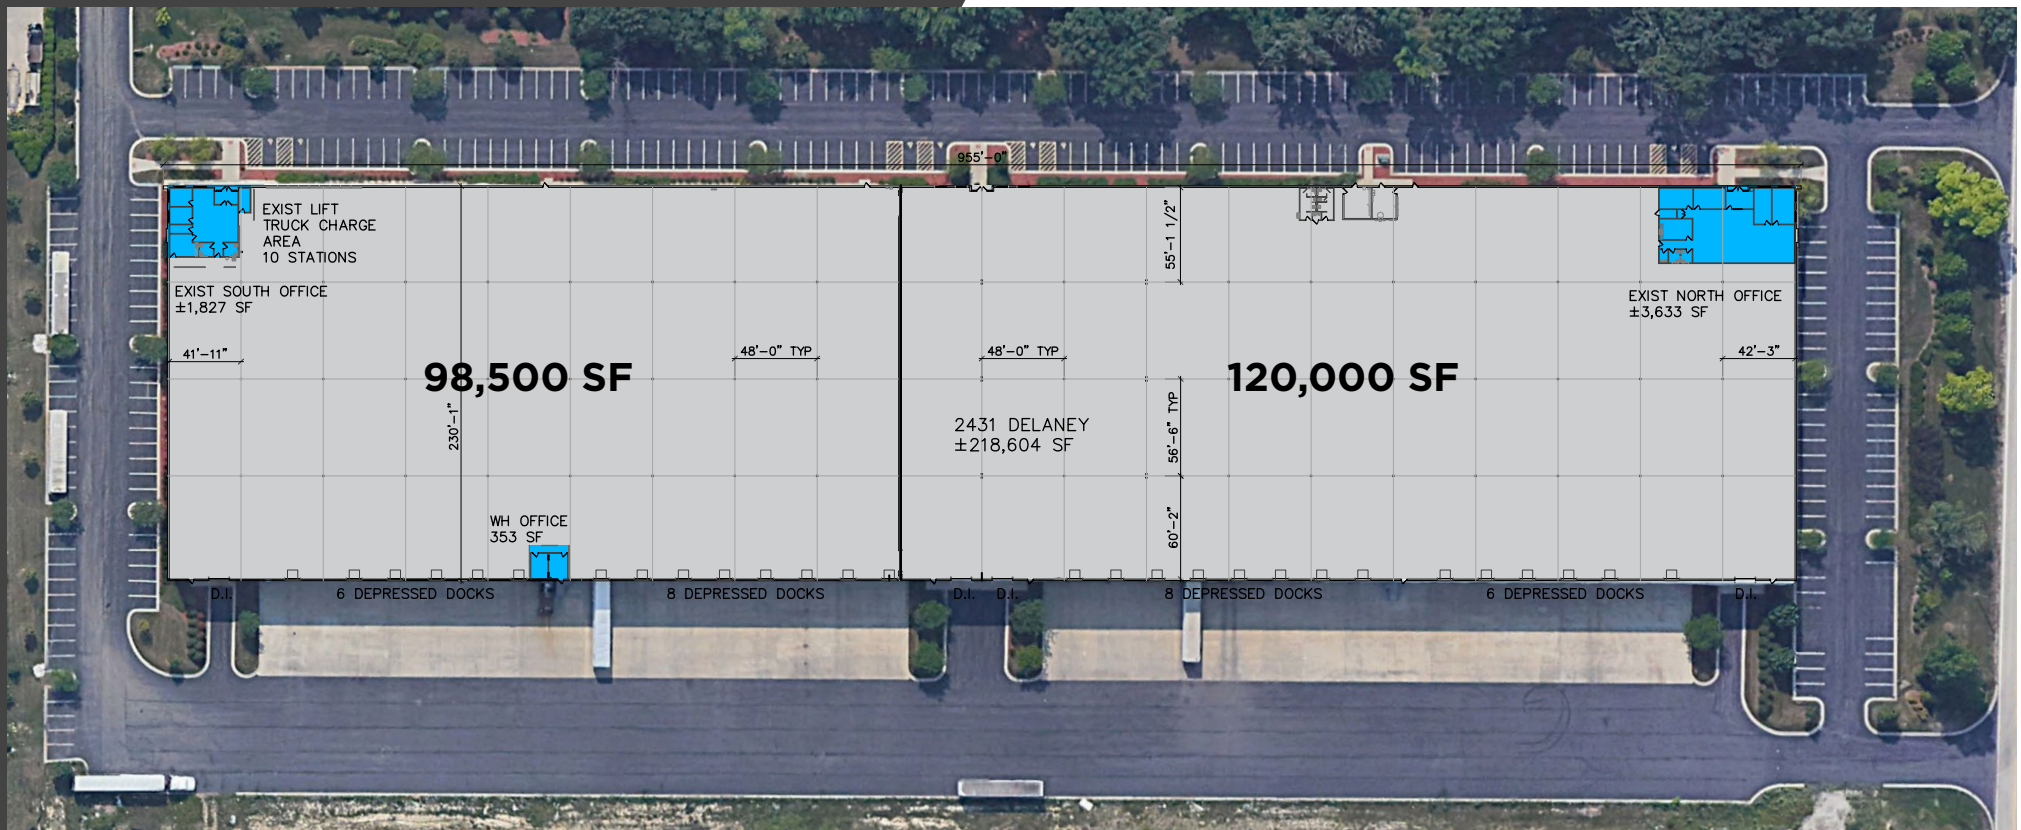 955'-0"
EXIST LIFT
TRUCK CHARGE
AREA
10 STATIONS
EXIST SOUTH OFFICE
±1,827 SF
41'-11"
98,500 SF
230'-1"
48'-0" TYP
WH OFFICE
353 SF
48'-0" TYP
2431 DELANEY
±218,604 SF
55'-1 1/2"
56'-6" TYP
60'-2"
120,000 SF
EXIST NORTH OFFICE
±3,633 SF
42'-3"
D.I.
6 DEPRESSED DOCKS
8 DEPRESSED DOCKS
D.I.
D.I.
8 DEPRESSED DOCKS
6 DEPRESSED DOCKS
D.I.